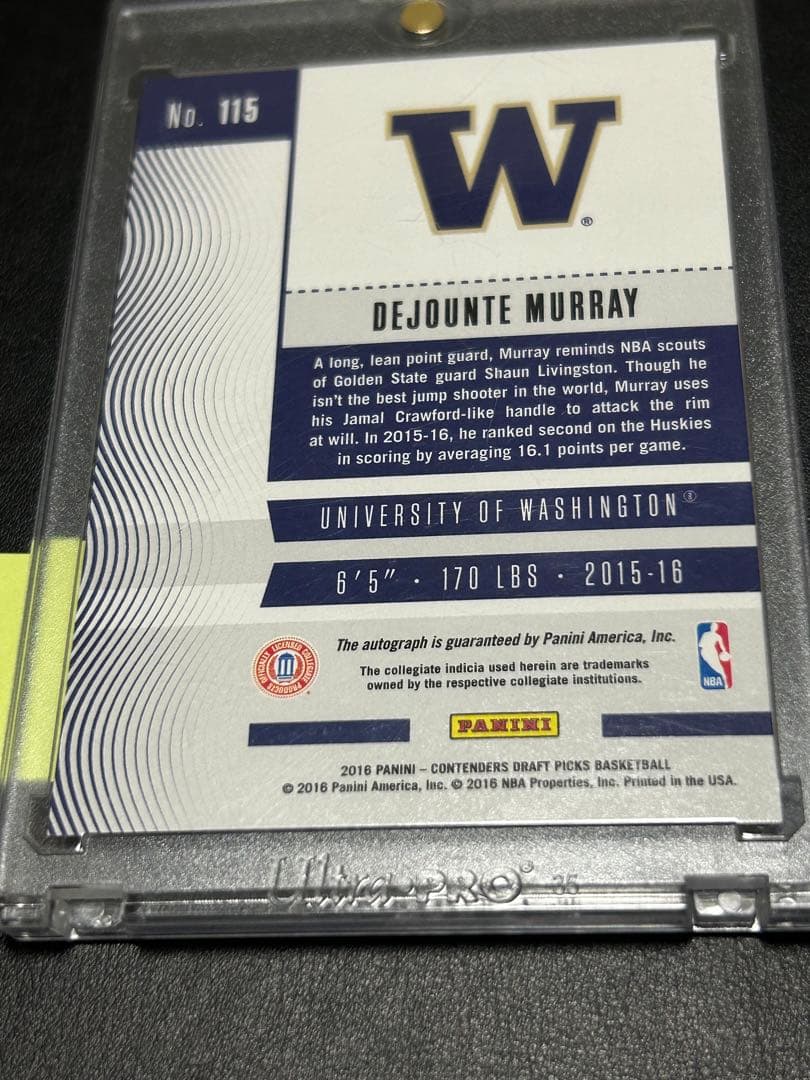 No. 115
W®
DEJOUNTE MURRAY
A long, lean point guard, Murray reminds NBA scouts
of Golden State guard Shaun Livingston. Though he
isn't the best jump shooter in the world, Murray uses
his Jamal Crawford-like handle to attack the rim
at will. In 2015-16, he ranked second on the Huskies
in scoring by averaging 16.1 points per game.
UNIVERSITY OF WASHINGTON®
6'5" · 170 LBS · 2015-16
OFFICIALLY LICENSED COLLEGIATE PRODUCTS
The autograph is guaranteed by Panini America, Inc.
The collegiate indicia used herein are trademarks
owned by the respective collegiate institutions.
NBA
PANINI
2016 PANINI – CONTENDERS DRAFT PICKS BASKETBALL
© 2016 Panini America, Inc. © 2016 NBA Properties, Inc. Printed in the USA.
Ultra·PRO® 35